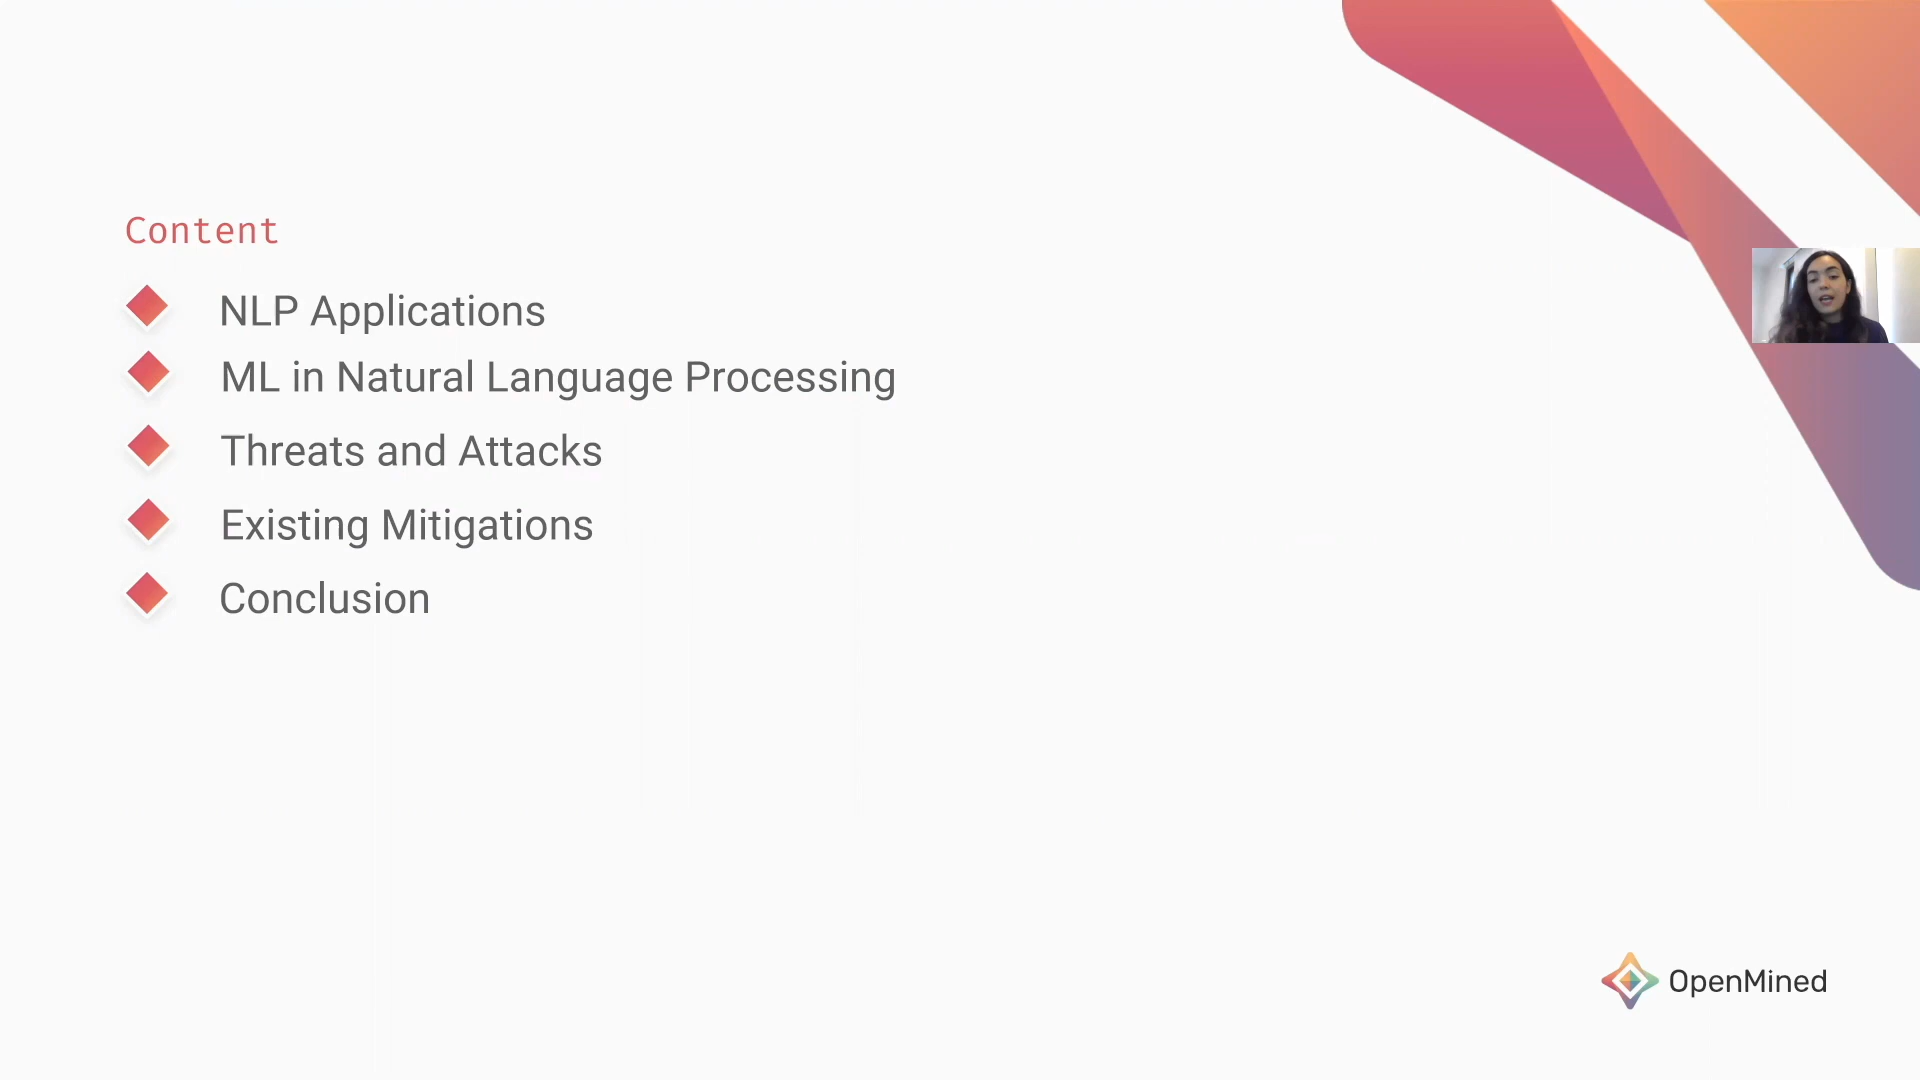 Content
NLP Applications
ML in Natural Language Processing
Threats and Attacks
Existing Mitigations
Conclusion
OpenMined